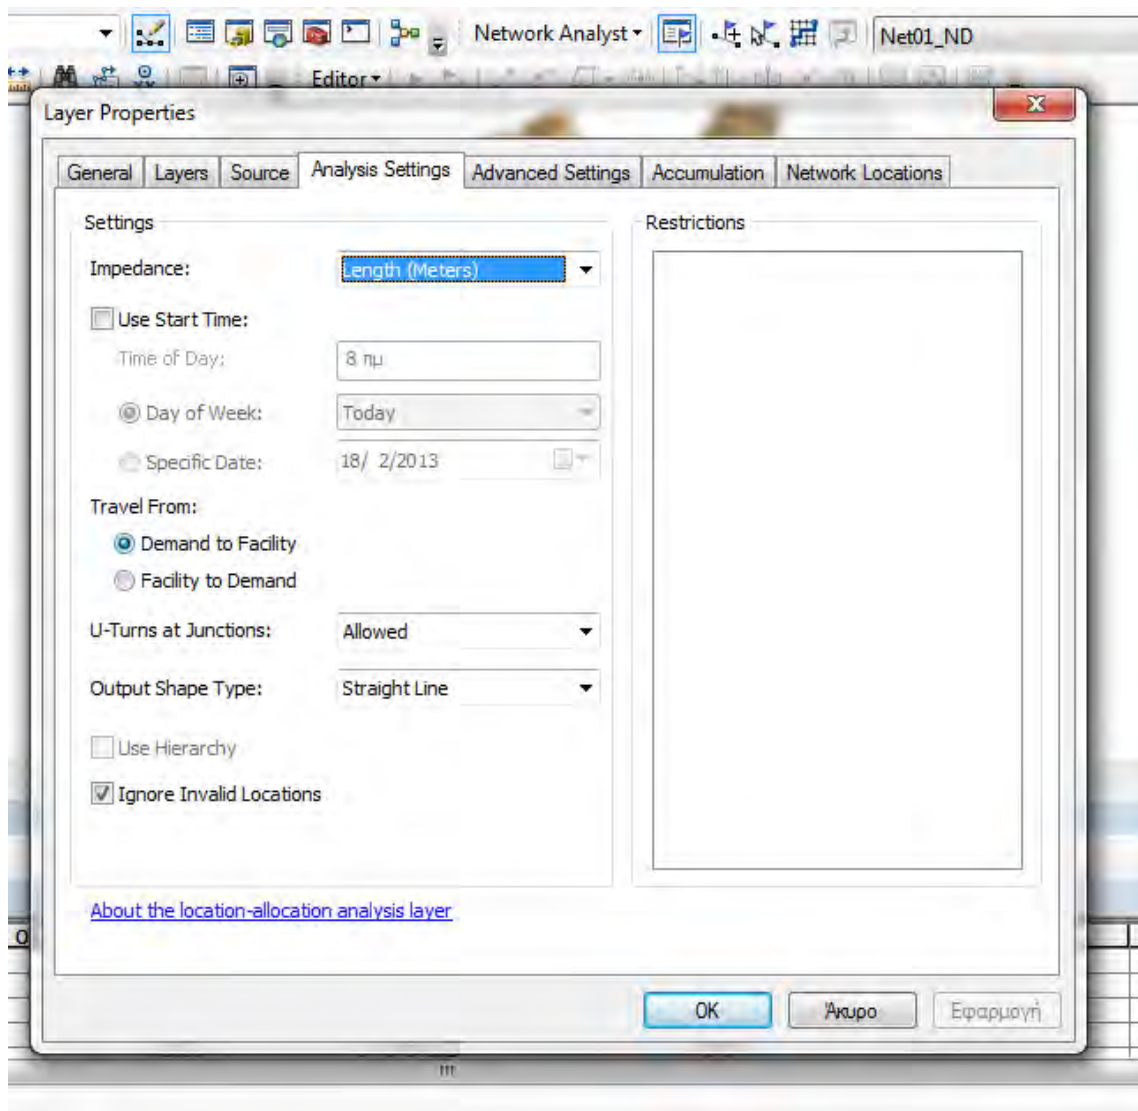 Network Analyst Net01_ND
Editor
Layer Properties
General Layers Source Analysis Settings Advanced Settings Accumulation Network Locations
Settings Restrictions
Impedance: Length (Meters)
Use Start Time:
Time of Day: 8 πμ
Day of Week: Today
Specific Date: 18/ 2/2013
Travel From:
Demand to Facility
Facility to Demand
U-Turns at Junctions: Allowed
Output Shape Type: Straight Line
Use Hierarchy
Ignore Invalid Locations
About the location-allocation analysis layer
OK Άκυρο Εφαρμογή